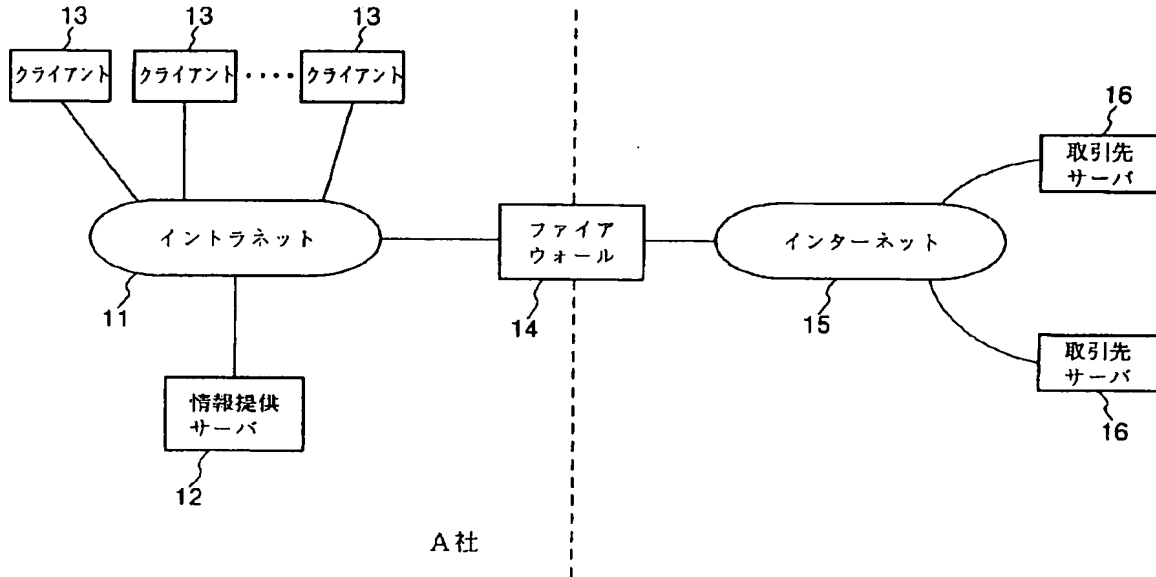 13 13 13
クライアント クライアント ‥‥ クライアント
16
取引先
サーバ
イントラネット ファイア
ウォール インターネット
11 14 15
取引先
サーバ
16
情報提供
サーバ
12
A社